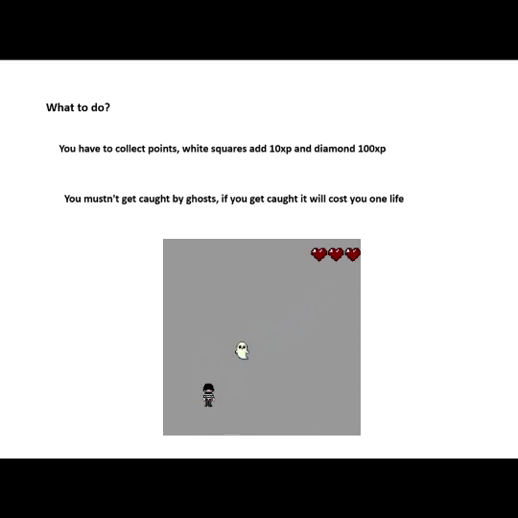 What to do?
You have to collect points, white squares add 10xp and diamond 100xp
You mustn't get caught by ghosts, if you get caught it will cost you one life